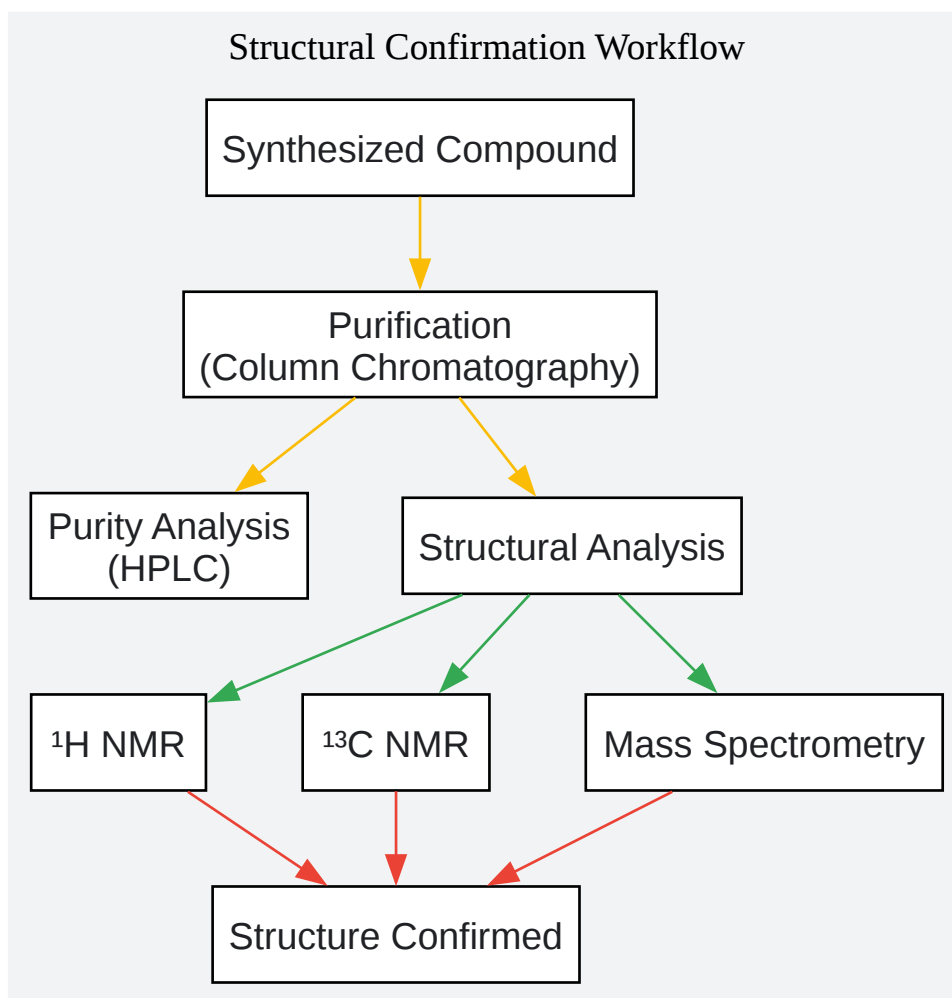 Structural Confirmation Workflow
Synthesized Compound
Purification
(Column Chromatography)
Purity Analysis
(HPLC)
Structural Analysis
¹H NMR
¹³C NMR
Mass Spectrometry
Structure Confirmed